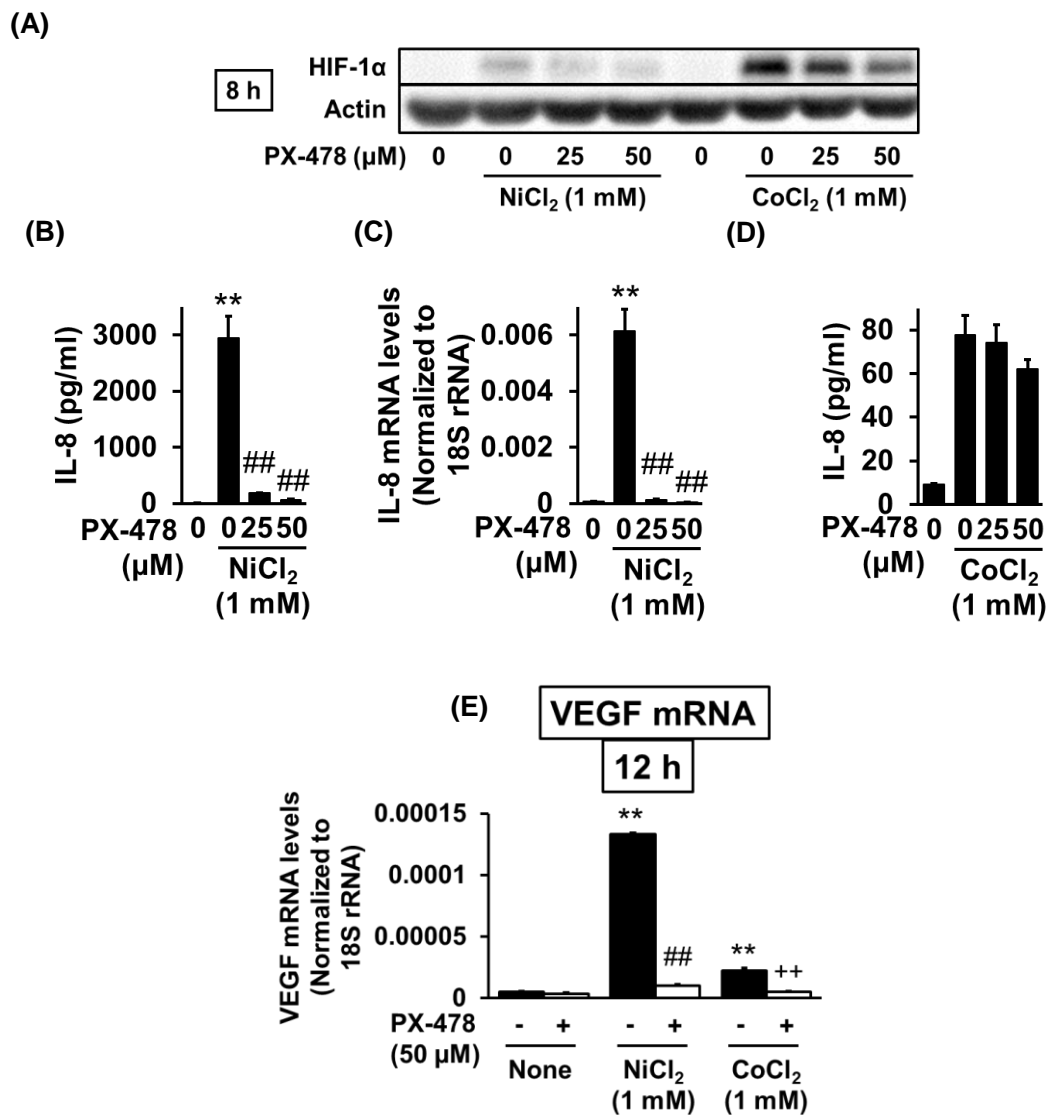 (A)
HIF-1α
8 h
Actin
PX-478 (μM) 0 0 25 50 0 0 25 50
NiCl₂ (1 mM) CoCl₂ (1 mM)
(B)
IL-8 (pg/ml)
3000
2000
1000
0
**
##
##
PX-478 0 0 25 50
(μM)
NiCl₂
(1 mM)
(C)
IL-8 mRNA levels
(Normalized to
18S rRNA)
0.006
0.004
0.002
0
**
##
##
PX-478 0 0 25 50
(μM)
NiCl₂
(1 mM)
(D)
IL-8 (pg/ml)
80
60
40
20
0
PX-478 0 0 25 50
(μM)
CoCl₂
(1 mM)
(E)
VEGF mRNA
12 h
VEGF mRNA levels
(Normalized to
18S rRNA)
0.00015
0.0001
0.00005
0
**
##
**
++
PX-478 - + - + - +
(50 μM)
None NiCl₂ CoCl₂
(1 mM) (1 mM)